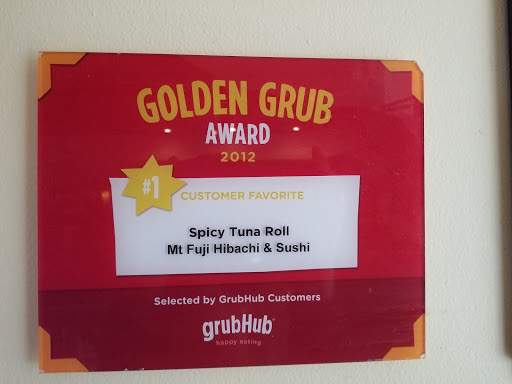 GOLDEN GRUB
AWARD
2012
#1
CUSTOMER FAVORITE
Spicy Tuna Roll
Mt Fuji Hibachi & Sushi
Selected by GrubHub Customers
grubHub
happy eating